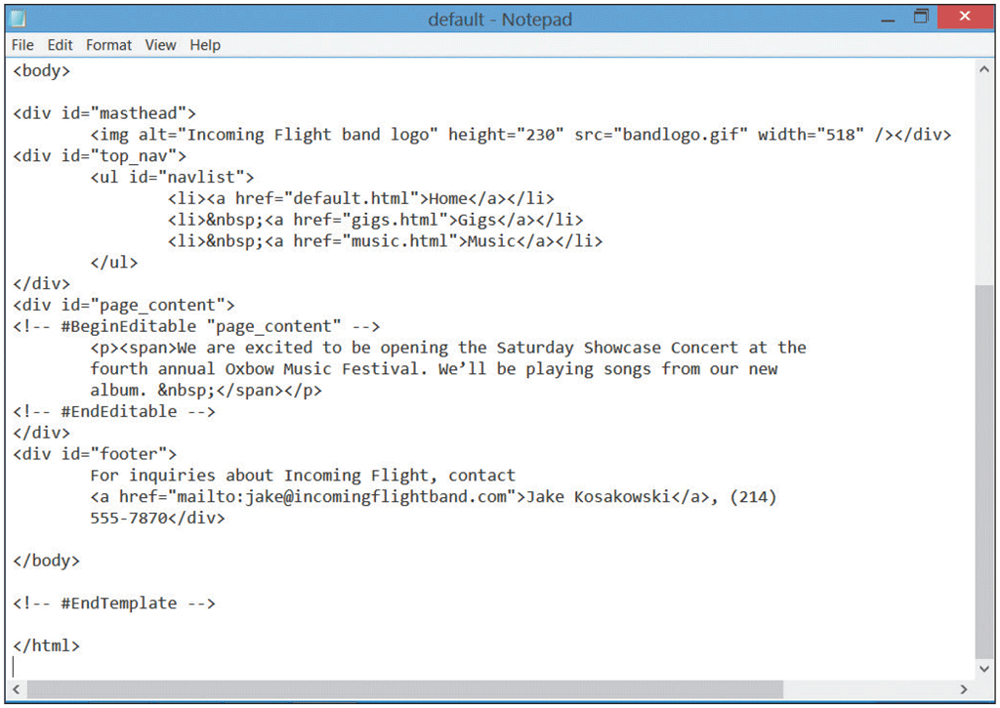 default - Notepad
File Edit Format View Help
<body>
<div id="masthead">
<img alt="Incoming Flight band logo" height="230" src="bandlogo.gif" width="518" /></div>
<div id="top_nav">
<ul id="navlist">
<li><a href="default.html">Home</a></li>
<li>&nbsp;<a href="gigs.html">Gigs</a></li>
<li>&nbsp;<a href="music.html">Music</a></li>
</ul>
</div>
<div id="page_content">
<!-- #BeginEditable "page_content" -->
<p><span>We are excited to be opening the Saturday Showcase Concert at the
fourth annual Oxbow Music Festival. We’ll be playing songs from our new
album. &nbsp;</span></p>
<!-- #EndEditable -->
</div>
<div id="footer">
For inquiries about Incoming Flight, contact
<a href="mailto:jake@incomingflightband.com">Jake Kosakowski</a>, (214)
555-7870</div>
</body>
<!-- #EndTemplate -->
</html>